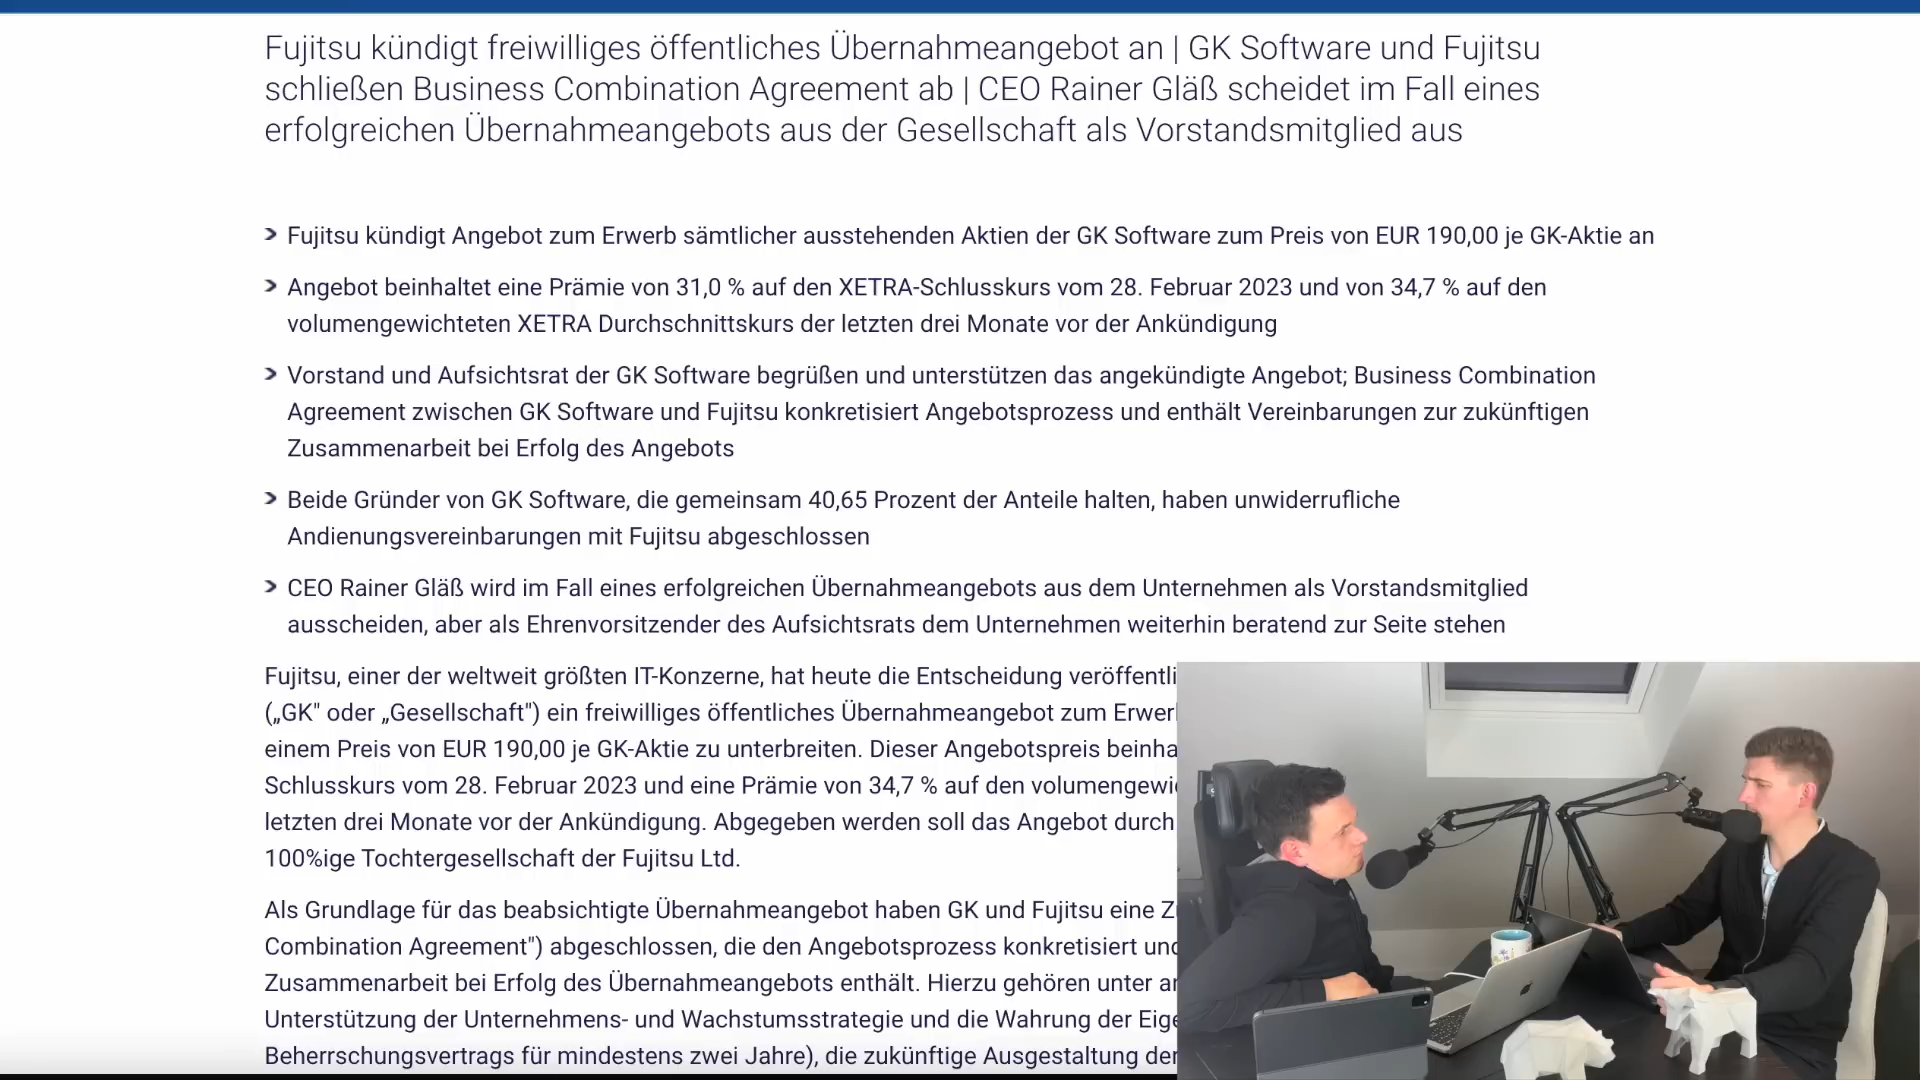 Fujitsu kündigt freiwilliges öffentliches Übernahmeangebot an | GK Software und Fujitsu
schließen Business Combination Agreement ab | CEO Rainer Gläß scheidet im Fall eines
erfolgreichen Übernahmeangebots aus der Gesellschaft als Vorstandsmitglied aus
Fujitsu kündigt Angebot zum Erwerb sämtlicher ausstehenden Aktien der GK Software zum Preis von EUR 190,00 je GK-Aktie an
Angebot beinhaltet eine Prämie von 31,0 % auf den XETRA-Schlusskurs vom 28. Februar 2023 und von 34,7 % auf den
volumengewichteten XETRA Durchschnittskurs der letzten drei Monate vor der Ankündigung
Vorstand und Aufsichtsrat der GK Software begrüßen und unterstützen das angekündigte Angebot; Business Combination
Agreement zwischen GK Software und Fujitsu konkretisiert Angebotsprozess und enthält Vereinbarungen zur zukünftigen
Zusammenarbeit bei Erfolg des Angebots
Beide Gründer von GK Software, die gemeinsam 40,65 Prozent der Anteile halten, haben unwiderrufliche
Andienungsvereinbarungen mit Fujitsu abgeschlossen
CEO Rainer Gläß wird im Fall eines erfolgreichen Übernahmeangebots aus dem Unternehmen als Vorstandsmitglied
ausscheiden, aber als Ehrenvorsitzender des Aufsichtsrats dem Unternehmen weiterhin beratend zur Seite stehen
Fujitsu, einer der weltweit größten IT-Konzerne, hat heute die Entscheidung
(„GK" oder „Gesellschaft") ein freiwilliges öffentliches Übernahmeangebot zum
einem Preis von EUR 190,00 je GK-Aktie zu unterbreiten. Dieser Angebotspreis
Schlusskurs vom 28. Februar 2023 und eine Prämie von 34,7 % auf den
letzten drei Monate vor der Ankündigung. Abgegeben werden soll das Angebot durch
100%ige Tochtergesellschaft der Fujitsu Ltd.
Als Grundlage für das beabsichtigte Übernahmeangebot haben GK und Fujitsu eine
Combination Agreement") abgeschlossen, die den Angebotsprozess konkretisiert
Zusammenarbeit bei Erfolg des Übernahmeangebots enthält. Hierzu gehören unter
Unterstützung der Unternehmens- und Wachstumsstrategie und die Wahrung der
Beherrschungsvertrags für mindestens zwei Jahre), die zukünftige Ausgestaltung